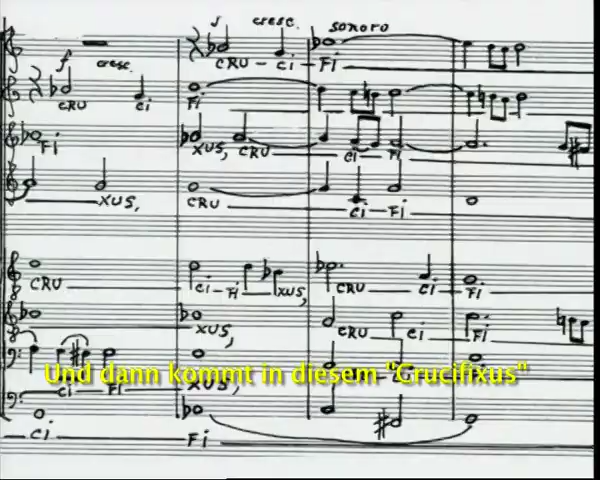 f cresc.
sonoro
CRU - Ci - Fi
f cresc.
CRU Ci Fi
Fi XUS, CRU Ci - Fi
XUS, CRU Ci - Fi
CRU Ci - Fi XUS, CRU Ci Fi
XUS, CRU Ci Fi
Ci Fi XUS,
Und dann kommt in diesem "Crucifixus"
Ci Fi